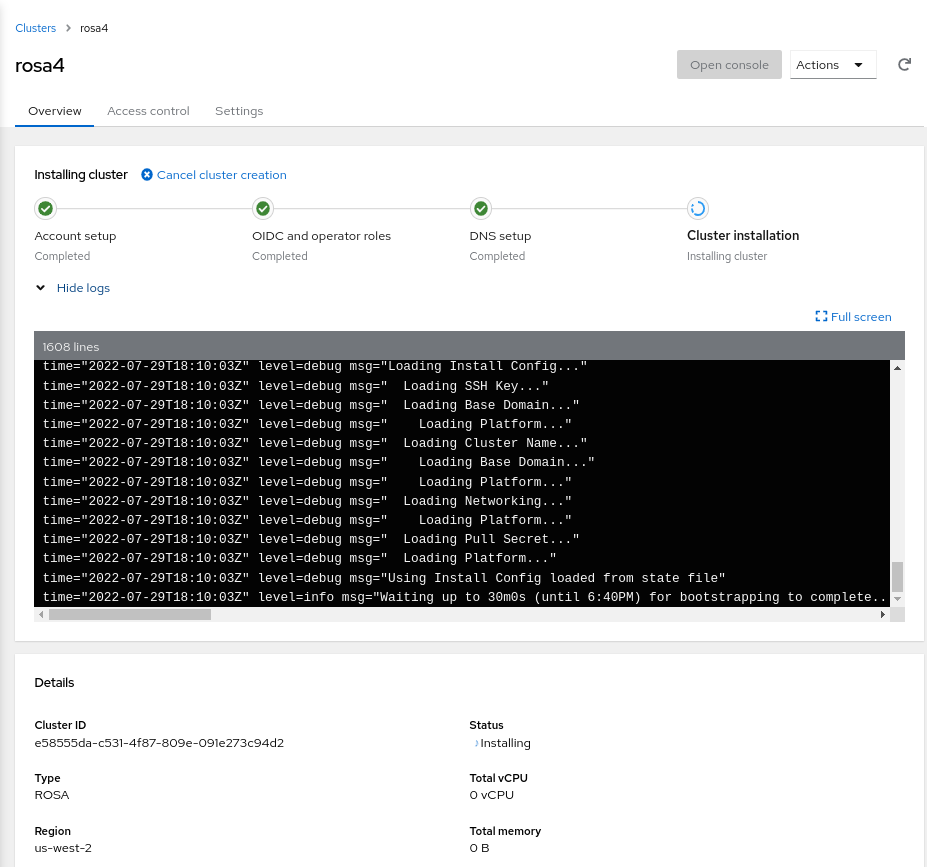 Clusters > rosa4
rosa4
Open console Actions
Overview Access control Settings
Installing cluster Cancel cluster creation
Account setup OIDC and operator roles DNS setup Cluster installation
Completed Completed Completed Installing cluster
Hide logs
Full screen
1608 lines
time="2022-07-29T18:10:03Z" level=debug msg="Loading Install Config..."
time="2022-07-29T18:10:03Z" level=debug msg="  Loading SSH Key..."
time="2022-07-29T18:10:03Z" level=debug msg="  Loading Base Domain..."
time="2022-07-29T18:10:03Z" level=debug msg="    Loading Platform..."
time="2022-07-29T18:10:03Z" level=debug msg="  Loading Cluster Name..."
time="2022-07-29T18:10:03Z" level=debug msg="    Loading Base Domain..."
time="2022-07-29T18:10:03Z" level=debug msg="    Loading Platform..."
time="2022-07-29T18:10:03Z" level=debug msg="  Loading Networking..."
time="2022-07-29T18:10:03Z" level=debug msg="    Loading Platform..."
time="2022-07-29T18:10:03Z" level=debug msg="  Loading Pull Secret..."
time="2022-07-29T18:10:03Z" level=debug msg="  Loading Platform..."
time="2022-07-29T18:10:03Z" level=debug msg="Using Install Config loaded from state file"
time="2022-07-29T18:10:03Z" level=info msg="Waiting up to 30m0s (until 6:40PM) for bootstrapping to complete..
Details
Cluster ID Status
e58555da-c531-4f87-809e-091e273c94d2 Installing
Type Total vCPU
ROSA 0 vCPU
Region Total memory
us-west-2 0 B